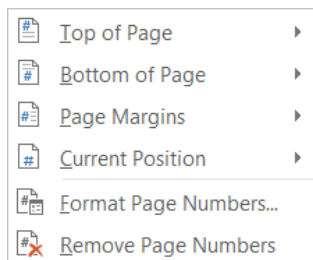 Top of Page
Bottom of Page
Page Margins
Current Position
Format Page Numbers...
Remove Page Numbers